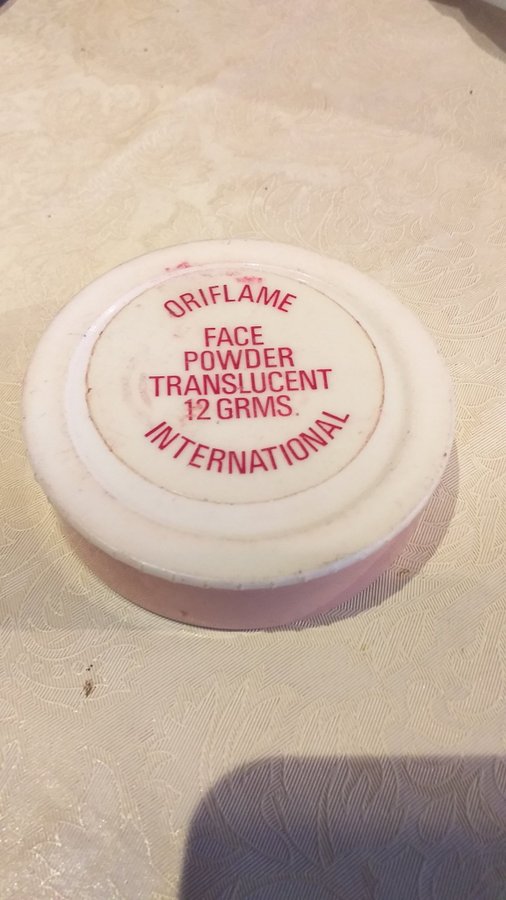 ORIFLAME
FACE
POWDER
TRANSLUCENT
12 GRMS.
INTERNATIONAL